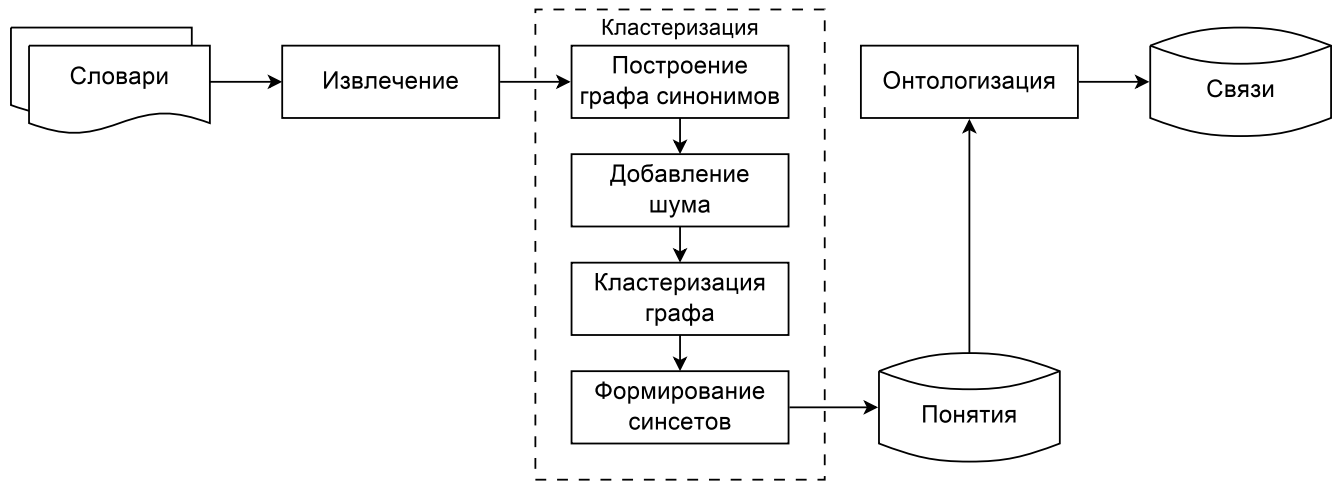 Словари
Извлечение
Кластеризация
Построение
графа синонимов
Добавление
шума
Кластеризация
графа
Формирование
синсетов
Понятия
Онтологизация
Связи